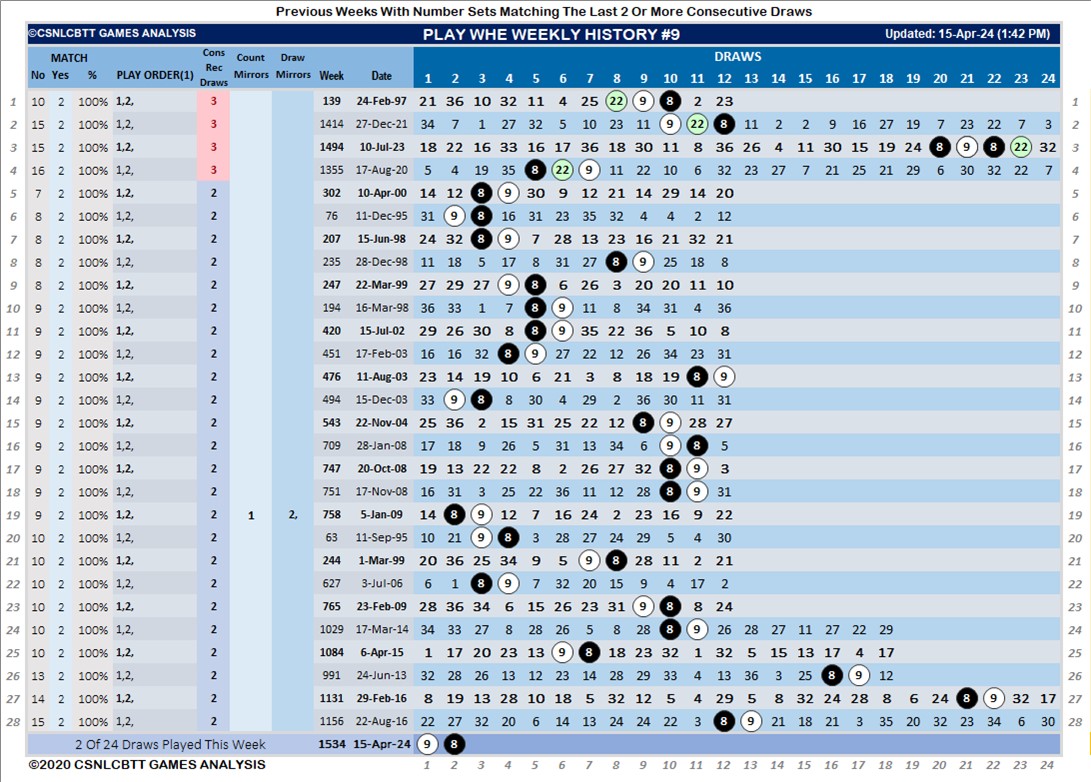 Previous Weeks With Number Sets Matching The Last 2 Or More Consecutive Draws
©CSNLCBTT GAMES ANALYSIS PLAY WHE WEEKLY HISTORY #9 Updated: 15-Apr-24 (1:42 PM)
MATCH Cons Rec Draws Count Mirrors Draw Mirrors DRAWS
No Yes % PLAY ORDER(1) Week Date 1 2 3 4 5 6 7 8 9 10 11 12 13 14 15 16 17 18 19 20 21 22 23 24
1 10 2 100% 1,2, 3 139 24-Feb-97 21 36 10 32 11 4 25 22 9 8 2 23 1
2 15 2 100% 1,2, 3 1414 27-Dec-21 34 7 1 27 32 5 10 23 11 9 22 8 11 2 2 9 16 27 19 7 23 22 7 3 2
3 15 2 100% 1,2, 3 1494 10-Jul-23 18 22 16 33 16 17 36 18 30 11 8 36 26 4 11 30 15 19 24 8 9 8 22 32 3
4 16 2 100% 1,2, 3 1355 17-Aug-20 5 4 19 35 8 22 9 11 22 10 6 32 23 27 7 21 25 21 29 6 30 32 22 7 4
5 7 2 100% 1,2, 2 302 10-Apr-00 14 12 8 9 30 9 12 21 14 29 14 20 5
6 8 2 100% 1,2, 2 76 11-Dec-95 31 9 8 16 31 23 35 32 4 4 2 12 6
7 8 2 100% 1,2, 2 207 15-Jun-98 24 32 8 9 7 28 13 23 16 21 32 21 7
8 8 2 100% 1,2, 2 235 28-Dec-98 11 18 5 17 8 31 27 8 9 25 18 8 8
9 8 2 100% 1,2, 2 247 22-Mar-99 27 29 27 9 8 6 26 3 20 20 11 10 9
10 9 2 100% 1,2, 2 194 16-Mar-98 36 33 1 7 8 9 11 8 34 31 4 36 10
11 9 2 100% 1,2, 2 420 15-Jul-02 29 26 30 8 8 9 35 22 36 5 10 8 11
12 9 2 100% 1,2, 2 451 17-Feb-03 16 16 32 8 9 27 22 12 26 34 23 31 12
13 9 2 100% 1,2, 2 476 11-Aug-03 23 14 19 10 6 21 3 8 18 19 8 9 13
14 9 2 100% 1,2, 2 494 15-Dec-03 33 9 8 8 30 4 29 2 36 30 11 31 14
15 9 2 100% 1,2, 2 543 22-Nov-04 25 36 2 15 31 25 22 12 8 9 28 27 15
16 9 2 100% 1,2, 2 709 28-Jan-08 17 18 9 26 5 31 13 34 6 9 8 5 16
17 9 2 100% 1,2, 2 747 20-Oct-08 19 13 22 22 8 2 26 27 32 8 9 3 17
18 9 2 100% 1,2, 2 751 17-Nov-08 16 31 3 25 22 36 11 12 28 8 9 31 18
19 9 2 100% 1,2, 2 1 2, 758 5-Jan-09 14 8 9 12 7 16 24 2 23 16 9 22 19
20 10 2 100% 1,2, 2 63 11-Sep-95 10 21 9 8 3 28 27 24 29 5 4 30 20
21 10 2 100% 1,2, 2 244 1-Mar-99 20 36 25 34 9 5 9 8 28 11 2 21 21
22 10 2 100% 1,2, 2 627 3-Jul-06 6 1 8 9 7 32 20 15 9 4 17 2 22
23 10 2 100% 1,2, 2 765 23-Feb-09 28 36 34 6 15 26 23 31 9 8 8 24 23
24 10 2 100% 1,2, 2 1029 17-Mar-14 34 33 27 8 28 26 5 8 28 8 9 26 28 14 27 11 27 22 29 24
25 10 2 100% 1,2, 2 1084 6-Apr-15 1 17 20 23 13 9 8 18 23 32 1 32 5 15 13 17 4 17 25
26 13 2 100% 1,2, 2 991 24-Jun-13 32 28 26 13 12 23 14 28 29 33 4 13 36 3 25 8 9 12 26
27 14 2 100% 1,2, 2 1131 29-Feb-16 8 19 13 28 10 18 5 32 12 5 4 29 5 8 32 24 28 8 6 24 8 9 32 17 27
28 15 2 100% 1,2, 2 1156 22-Aug-16 22 27 32 20 6 14 13 24 24 22 3 8 9 21 18 21 3 35 20 32 23 34 6 30 28
2 Of 24 Draws Played This Week 1534 15-Apr-24 9 8
©2020 CSNLCBTT GAMES ANALYSIS 1 2 3 4 5 6 7 8 9 10 11 12 13 14 15 16 17 18 19 20 21 22 23 24